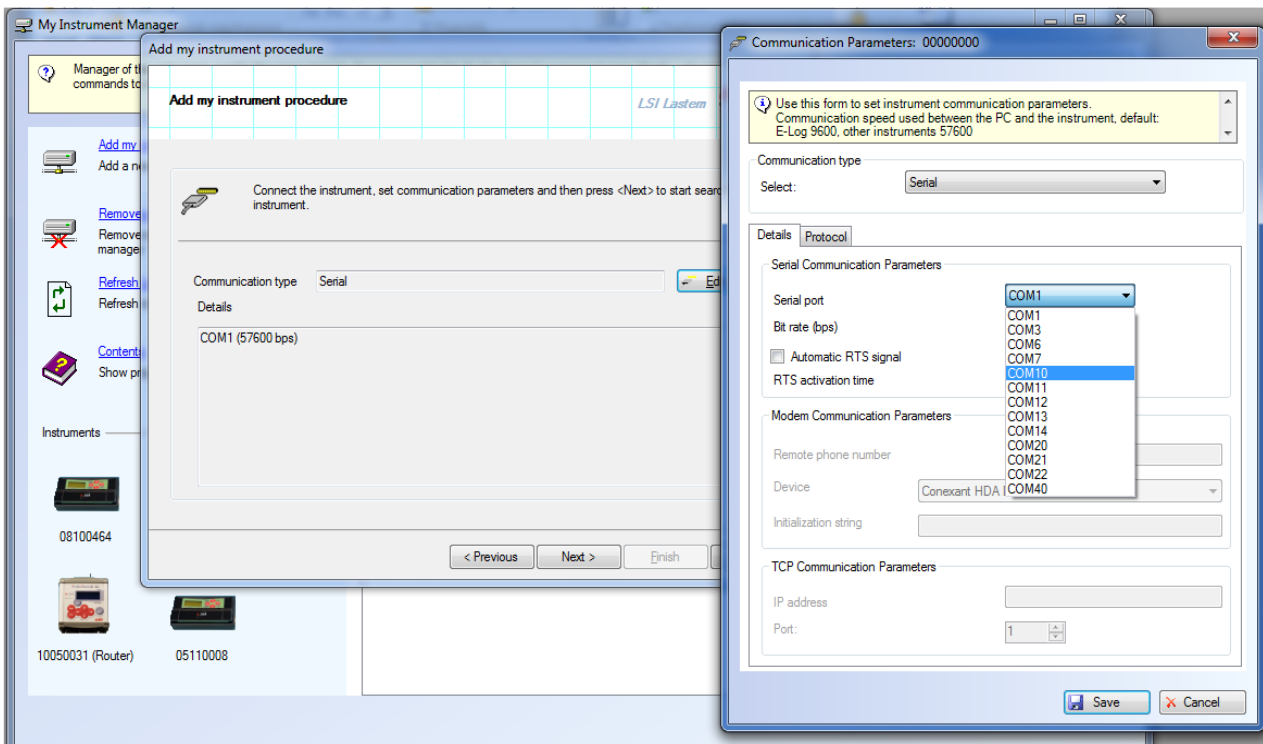 My Instrument Manager
Manager of
commands to
Add my
Add a
Remove
Remove
manage
Refresh
Refresh
Content
Show
Instruments
08100464
10050031 (Router)
05110008
Add my instrument procedure
Add my instrument procedure
LSI Lastem
Connect the instrument, set communication parameters and then press <Next> to start
instrument.
Communication type
Serial
Details
COM1 (57600 bps)
< Previous
Next >
Finish
Communication Parameters: 00000000
Use this form to set instrument communication parameters.
Communication speed used between the PC and the instrument, default:
E-Log 9600, other instruments 57600
Communication type
Select:
Serial
Details
Protocol
Serial Communication Parameters
Serial port
COM1
Bit rate (bps)
Automatic RTS signal
RTS activation time
COM1
COM3
COM6
COM7
COM10
COM11
COM12
COM13
COM14
COM20
COM21
COM22
COM40
Modem Communication Parameters
Remote phone number
Device
Conexant HDA
Initialization string
TCP Communication Parameters
IP address
Port:
1
Save
Cancel